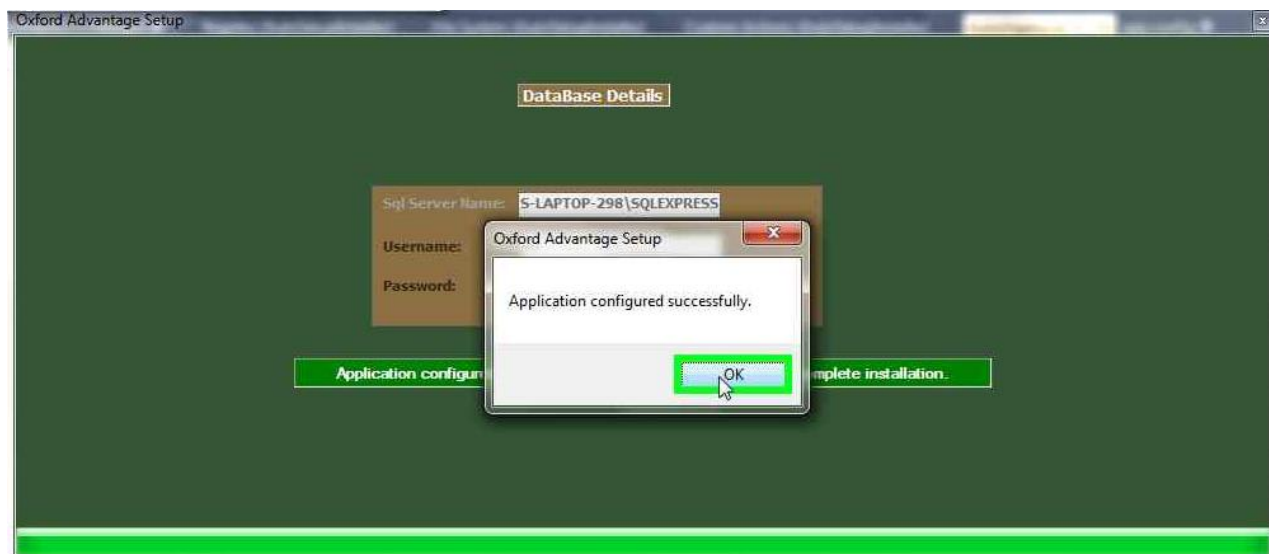 Oxford Advantage Setup
DataBase Details
Sql Server Name: S-LAPTOP-298\SQLEXPRESS
Username:
Oxford Advantage Setup
Password:
Application configured successfully.
OK
Application configur
mplete installation.